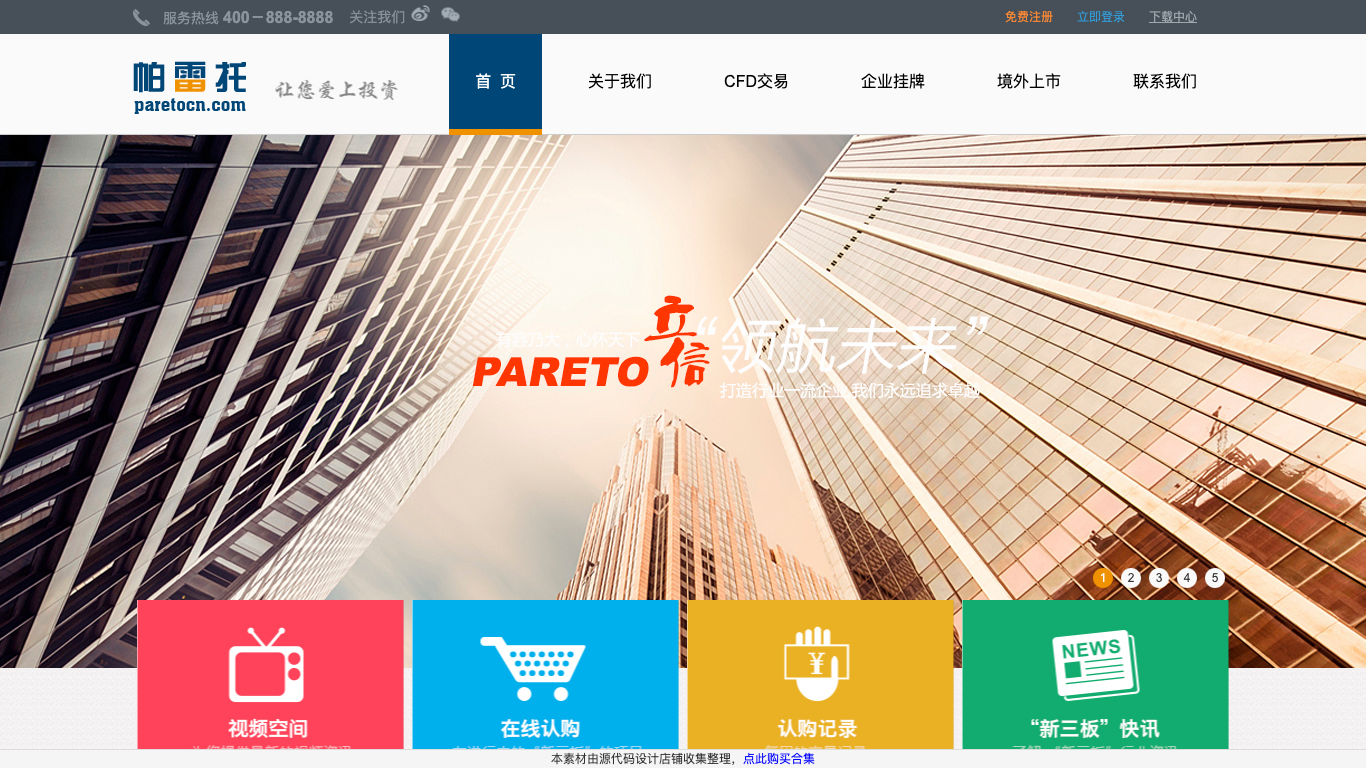 服务热线 400－888-8888 关注我们 免费注册 立即登录 下载中心
帕雷托
paretocn.com
让您爱上投资
首 页 关于我们 CFD交易 企业挂牌 境外上市 联系我们
有容乃大，心怀天下
PARETO
立信
“领航未来”
打造行业一流企业,我们永远追求卓越
1 2 3 4 5
¥
NEWS
视频空间 在线认购 认购记录 “新三板”快讯
本素材由源代码设计店铺收集整理，点此购买合集